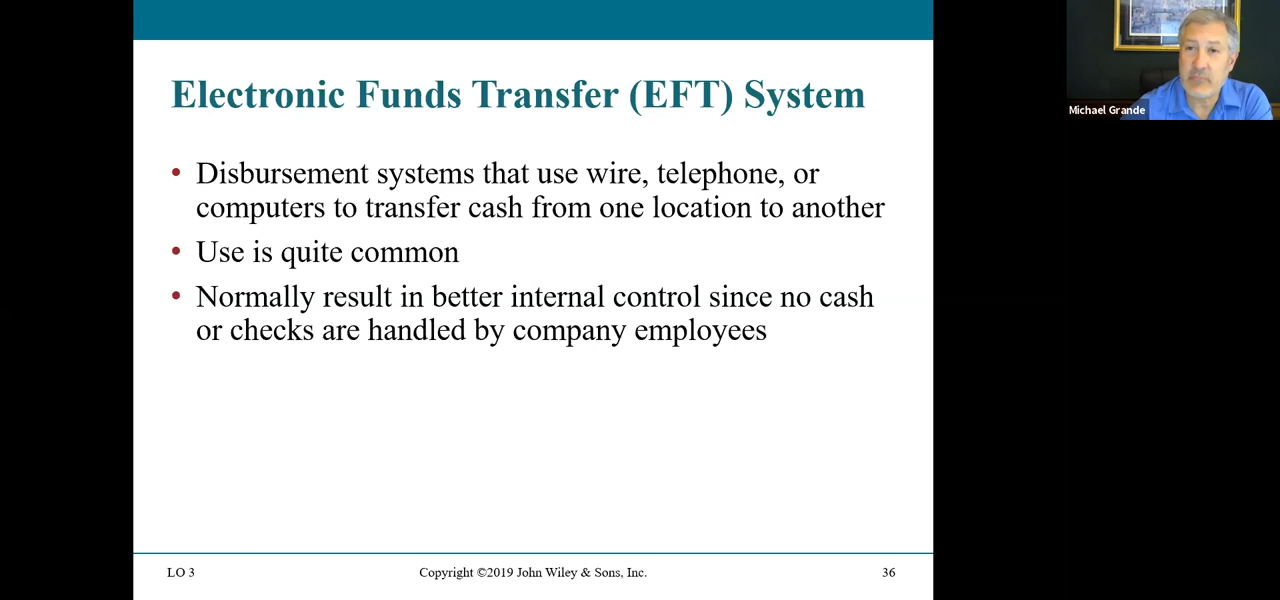 Electronic Funds Transfer (EFT) System
• Disbursement systems that use wire, telephone, or
computers to transfer cash from one location to another
• Use is quite common
• Normally result in better internal control since no cash
or checks are handled by company employees
LO 3
Copyright ©2019 John Wiley & Sons, Inc.
36
Michael Grande